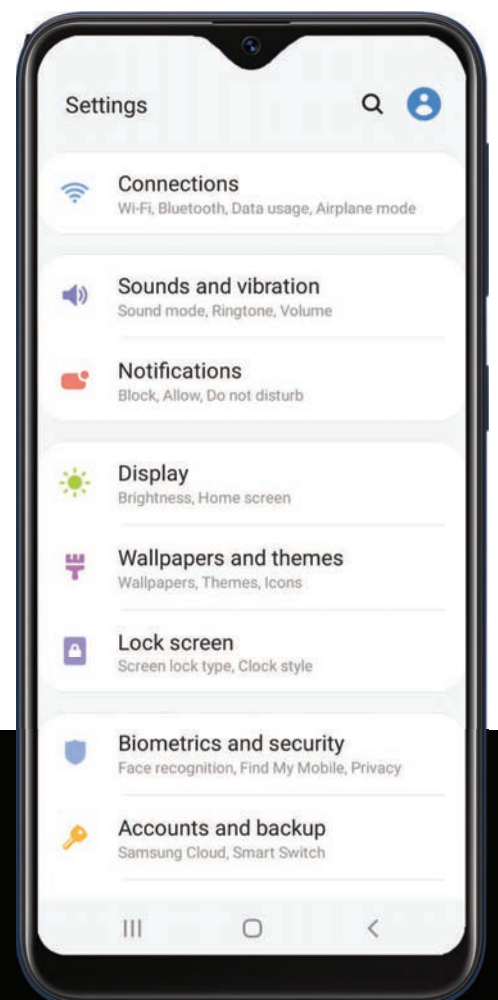 Settings
Connections
Wi-Fi, Bluetooth, Data usage, Airplane mode
Sounds and vibration
Sound mode, Ringtone, Volume
Notifications
Block, Allow, Do not disturb
Display
Brightness, Home screen
Wallpapers and themes
Wallpapers, Themes, Icons
Lock screen
Screen lock type, Clock style
Biometrics and security
Face recognition, Find My Mobile, Privacy
Accounts and backup
Samsung Cloud, Smart Switch